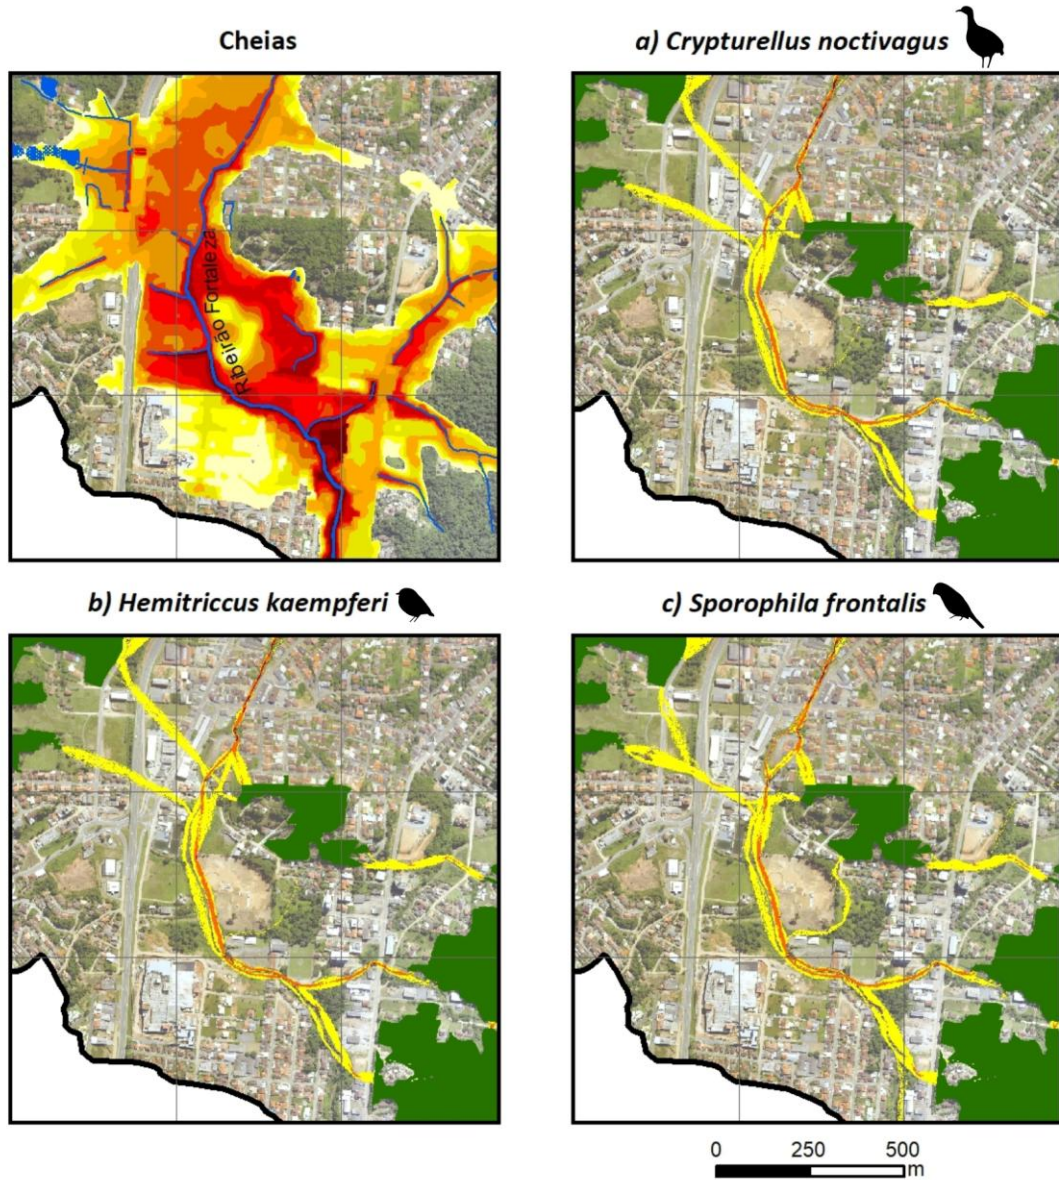 Cheias
a) Crypturellus noctivagus
Ribeirão Fortaleza
b) Hemitriccus kaempferi
c) Sporophila frontalis
0 250 500
m